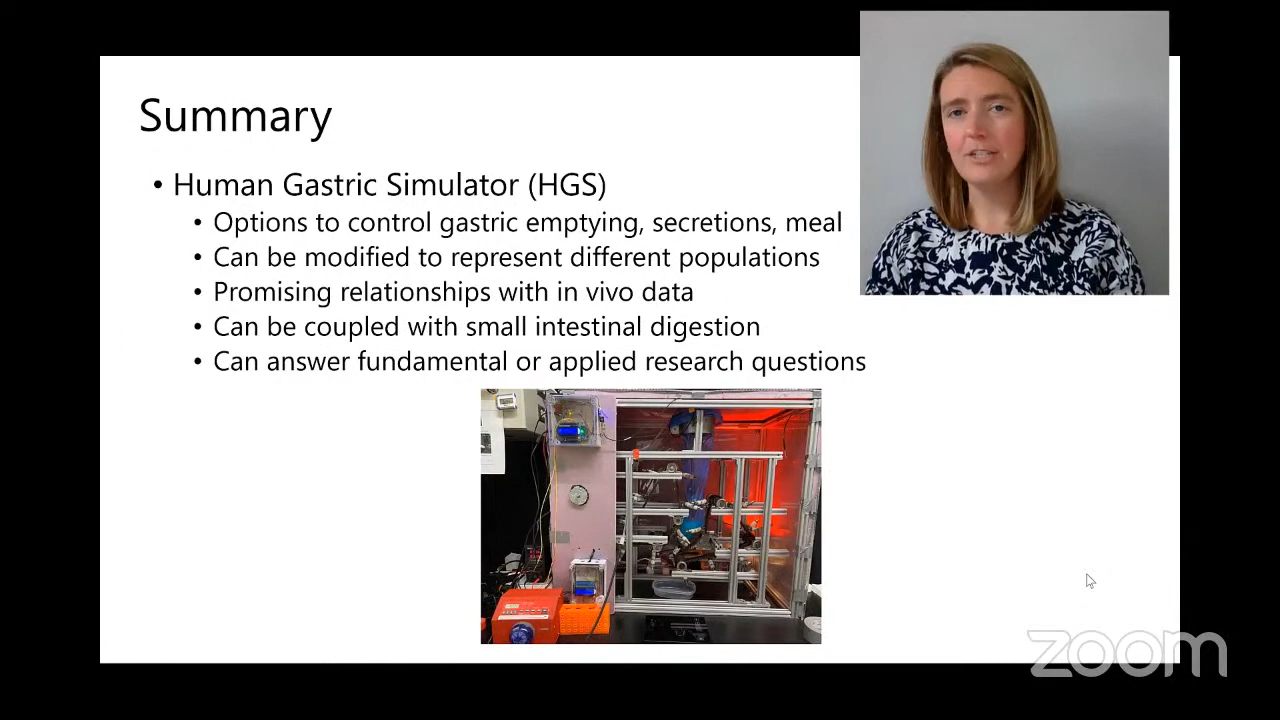 Summary
• Human Gastric Simulator (HGS)
• Options to control gastric emptying, secretions, meal
• Can be modified to represent different populations
• Promising relationships with in vivo data
• Can be coupled with small intestinal digestion
• Can answer fundamental or applied research questions
zoom